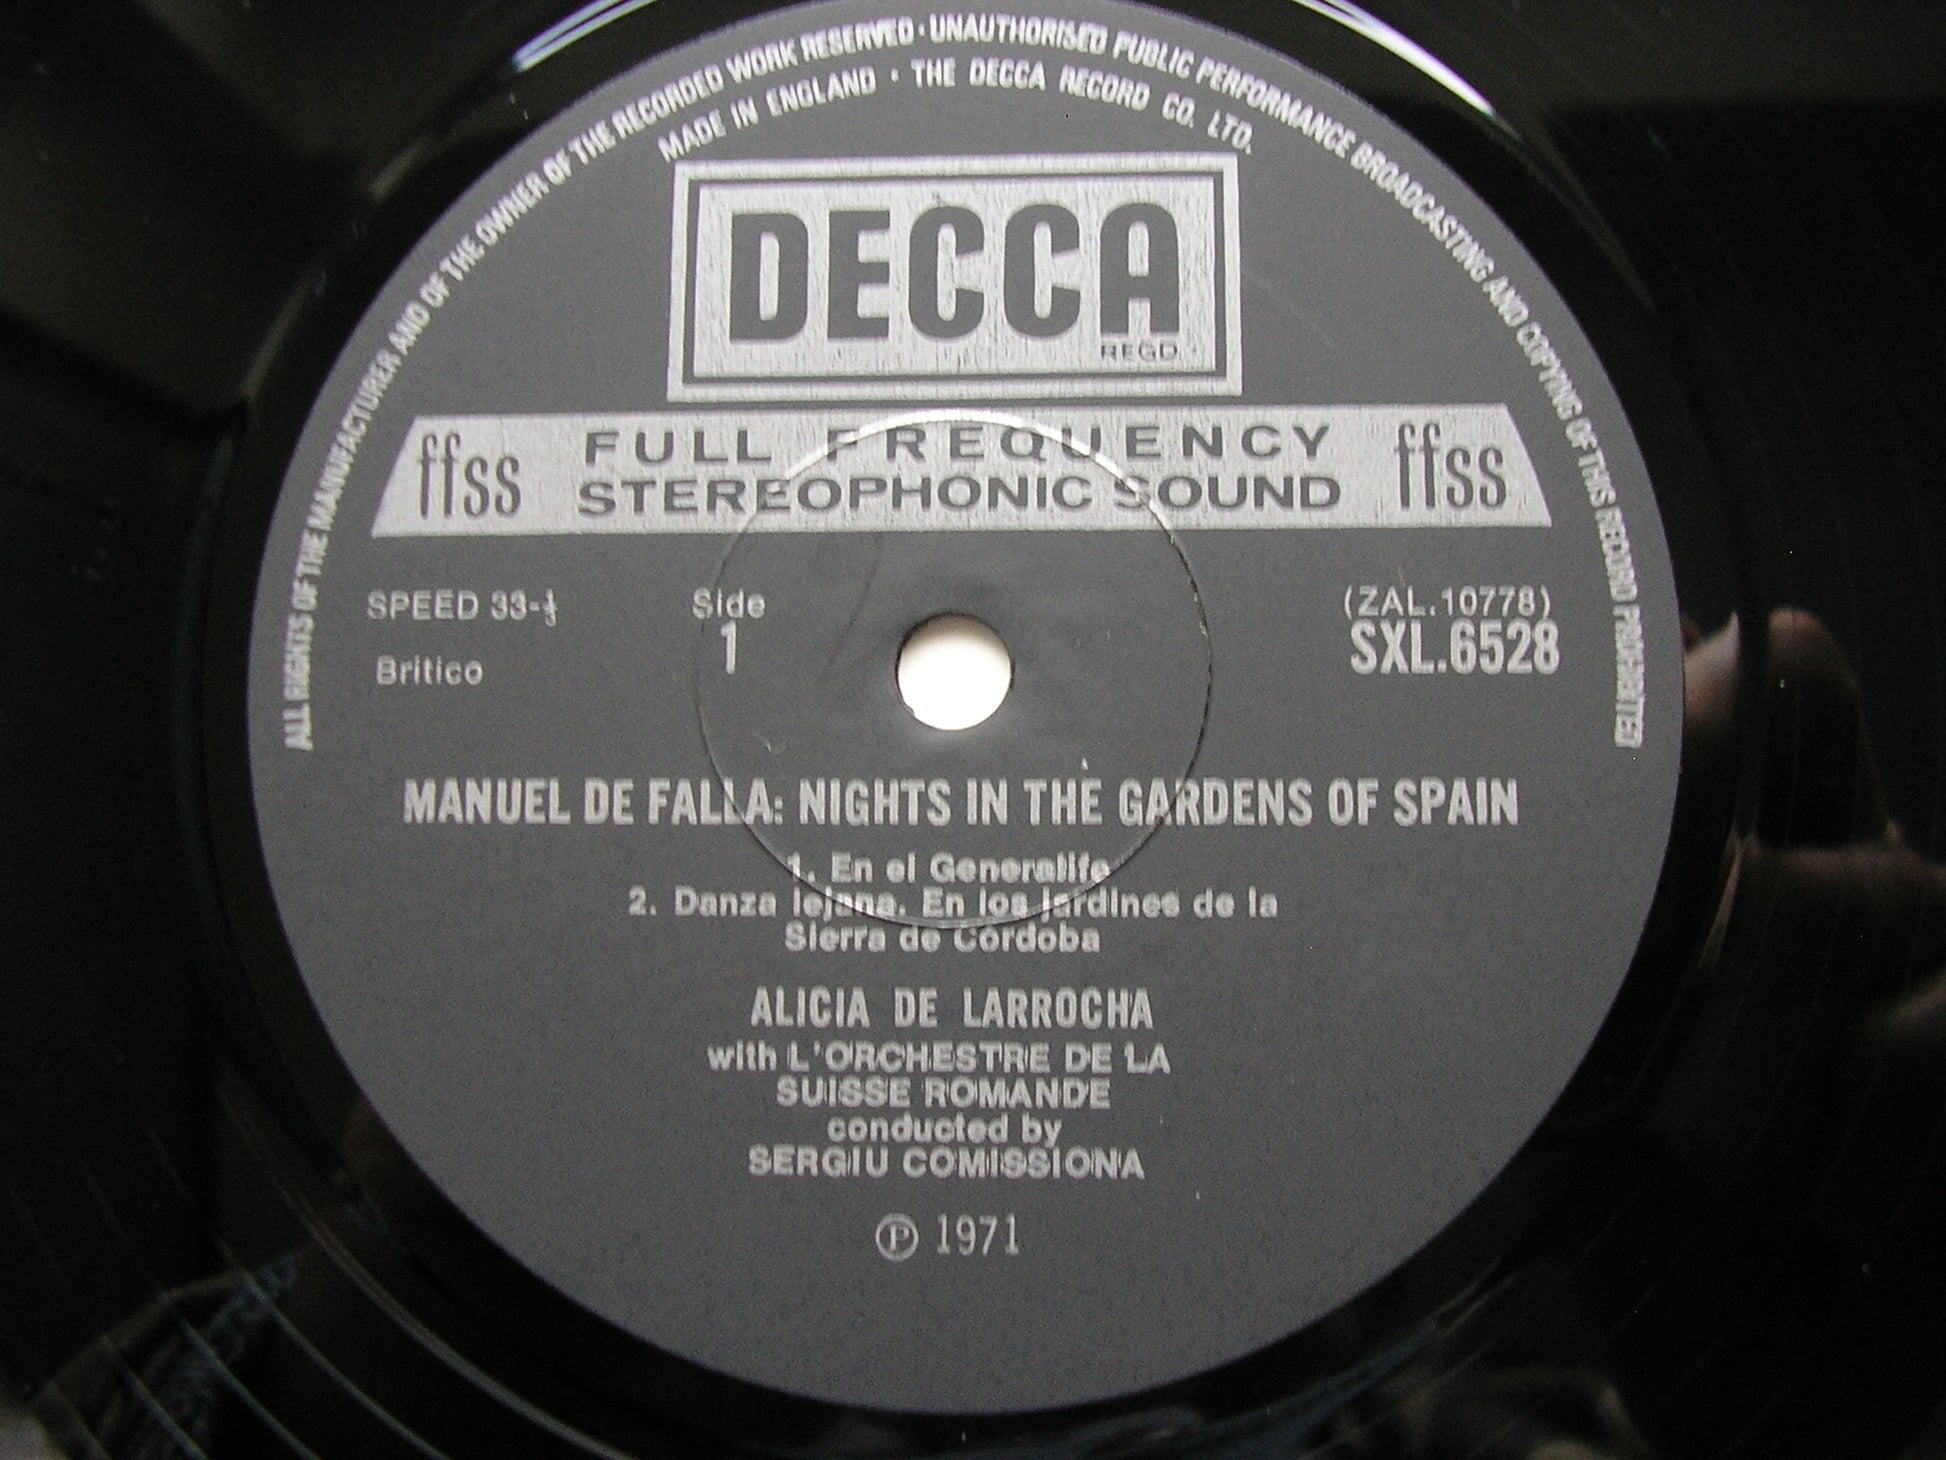 ALL RIGHTS OF THE MANUFACTURER AND OF THE OWNER OF THE RECORDED WORK RESERVED · UNAUTHORISED PUBLIC PERFORMANCE BROADCASTING AND COPYING OF THIS RECORD PROHIBITED
MADE IN ENGLAND · THE DECCA RECORD CO. LTD.
DECCA
REGD.
ffss FULL FREQUENCY STEREOPHONIC SOUND ffss
SPEED 33-⅓ Side 1 (ZAL.10778)
SXL.6528
Britico
MANUEL DE FALLA: NIGHTS IN THE GARDENS OF SPAIN
1. En el Generalife
2. Danza lejana. En los jardines de la
Sierra de Córdoba
ALICIA DE LARROCHA
with L'ORCHESTRE DE LA
SUISSE ROMANDE
conducted by
SERGIU COMISSIONA
Ⓟ 1971